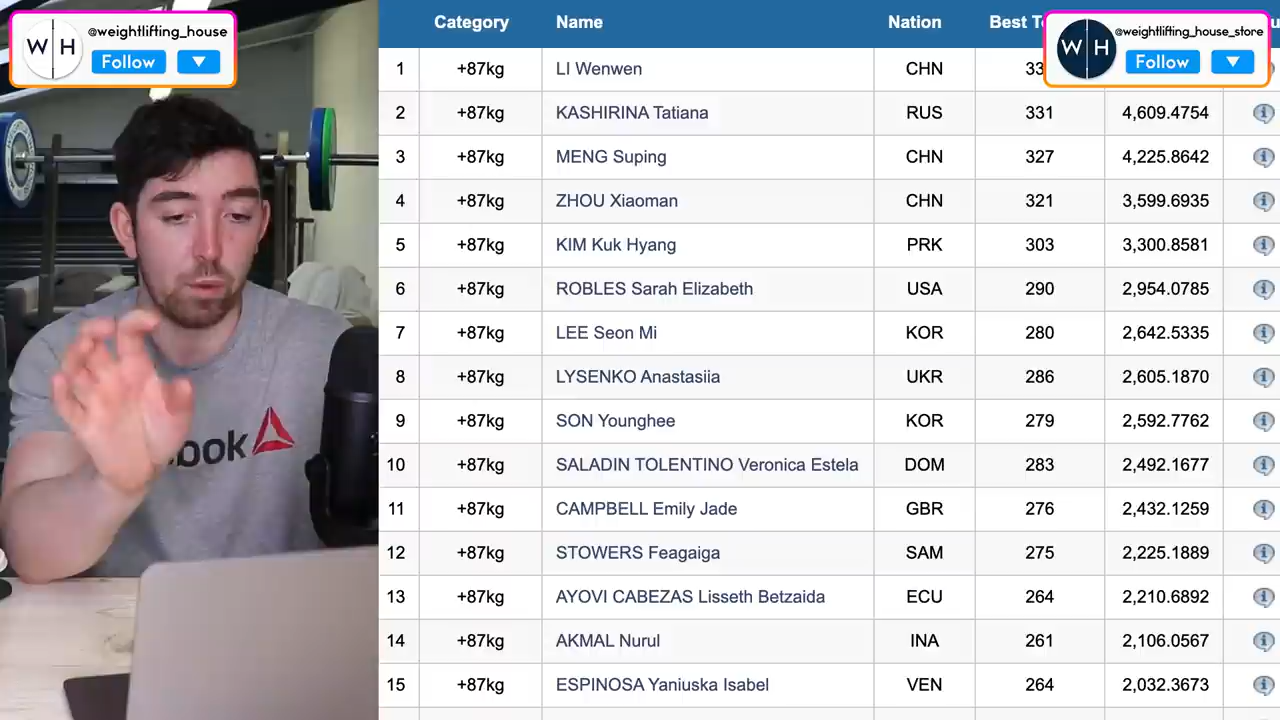 W H
@weightlifting_house
Follow
Category Name Nation Best T
W H
@weightlifting_house_store
Follow
1 +87kg LI Wenwen CHN 33
2 +87kg KASHIRINA Tatiana RUS 331 4,609.4754
3 +87kg MENG Suping CHN 327 4,225.8642
4 +87kg ZHOU Xiaoman CHN 321 3,599.6935
5 +87kg KIM Kuk Hyang PRK 303 3,300.8581
6 +87kg ROBLES Sarah Elizabeth USA 290 2,954.0785
7 +87kg LEE Seon Mi KOR 280 2,642.5335
8 +87kg LYSENKO Anastasiia UKR 286 2,605.1870
9 +87kg SON Younghee KOR 279 2,592.7762
10 +87kg SALADIN TOLENTINO Veronica Estela DOM 283 2,492.1677
11 +87kg CAMPBELL Emily Jade GBR 276 2,432.1259
12 +87kg STOWERS Feagaiga SAM 275 2,225.1889
13 +87kg AYOVI CABEZAS Lisseth Betzaida ECU 264 2,210.6892
14 +87kg AKMAL Nurul INA 261 2,106.0567
15 +87kg ESPINOSA Yaniuska Isabel VEN 264 2,032.3673
bok